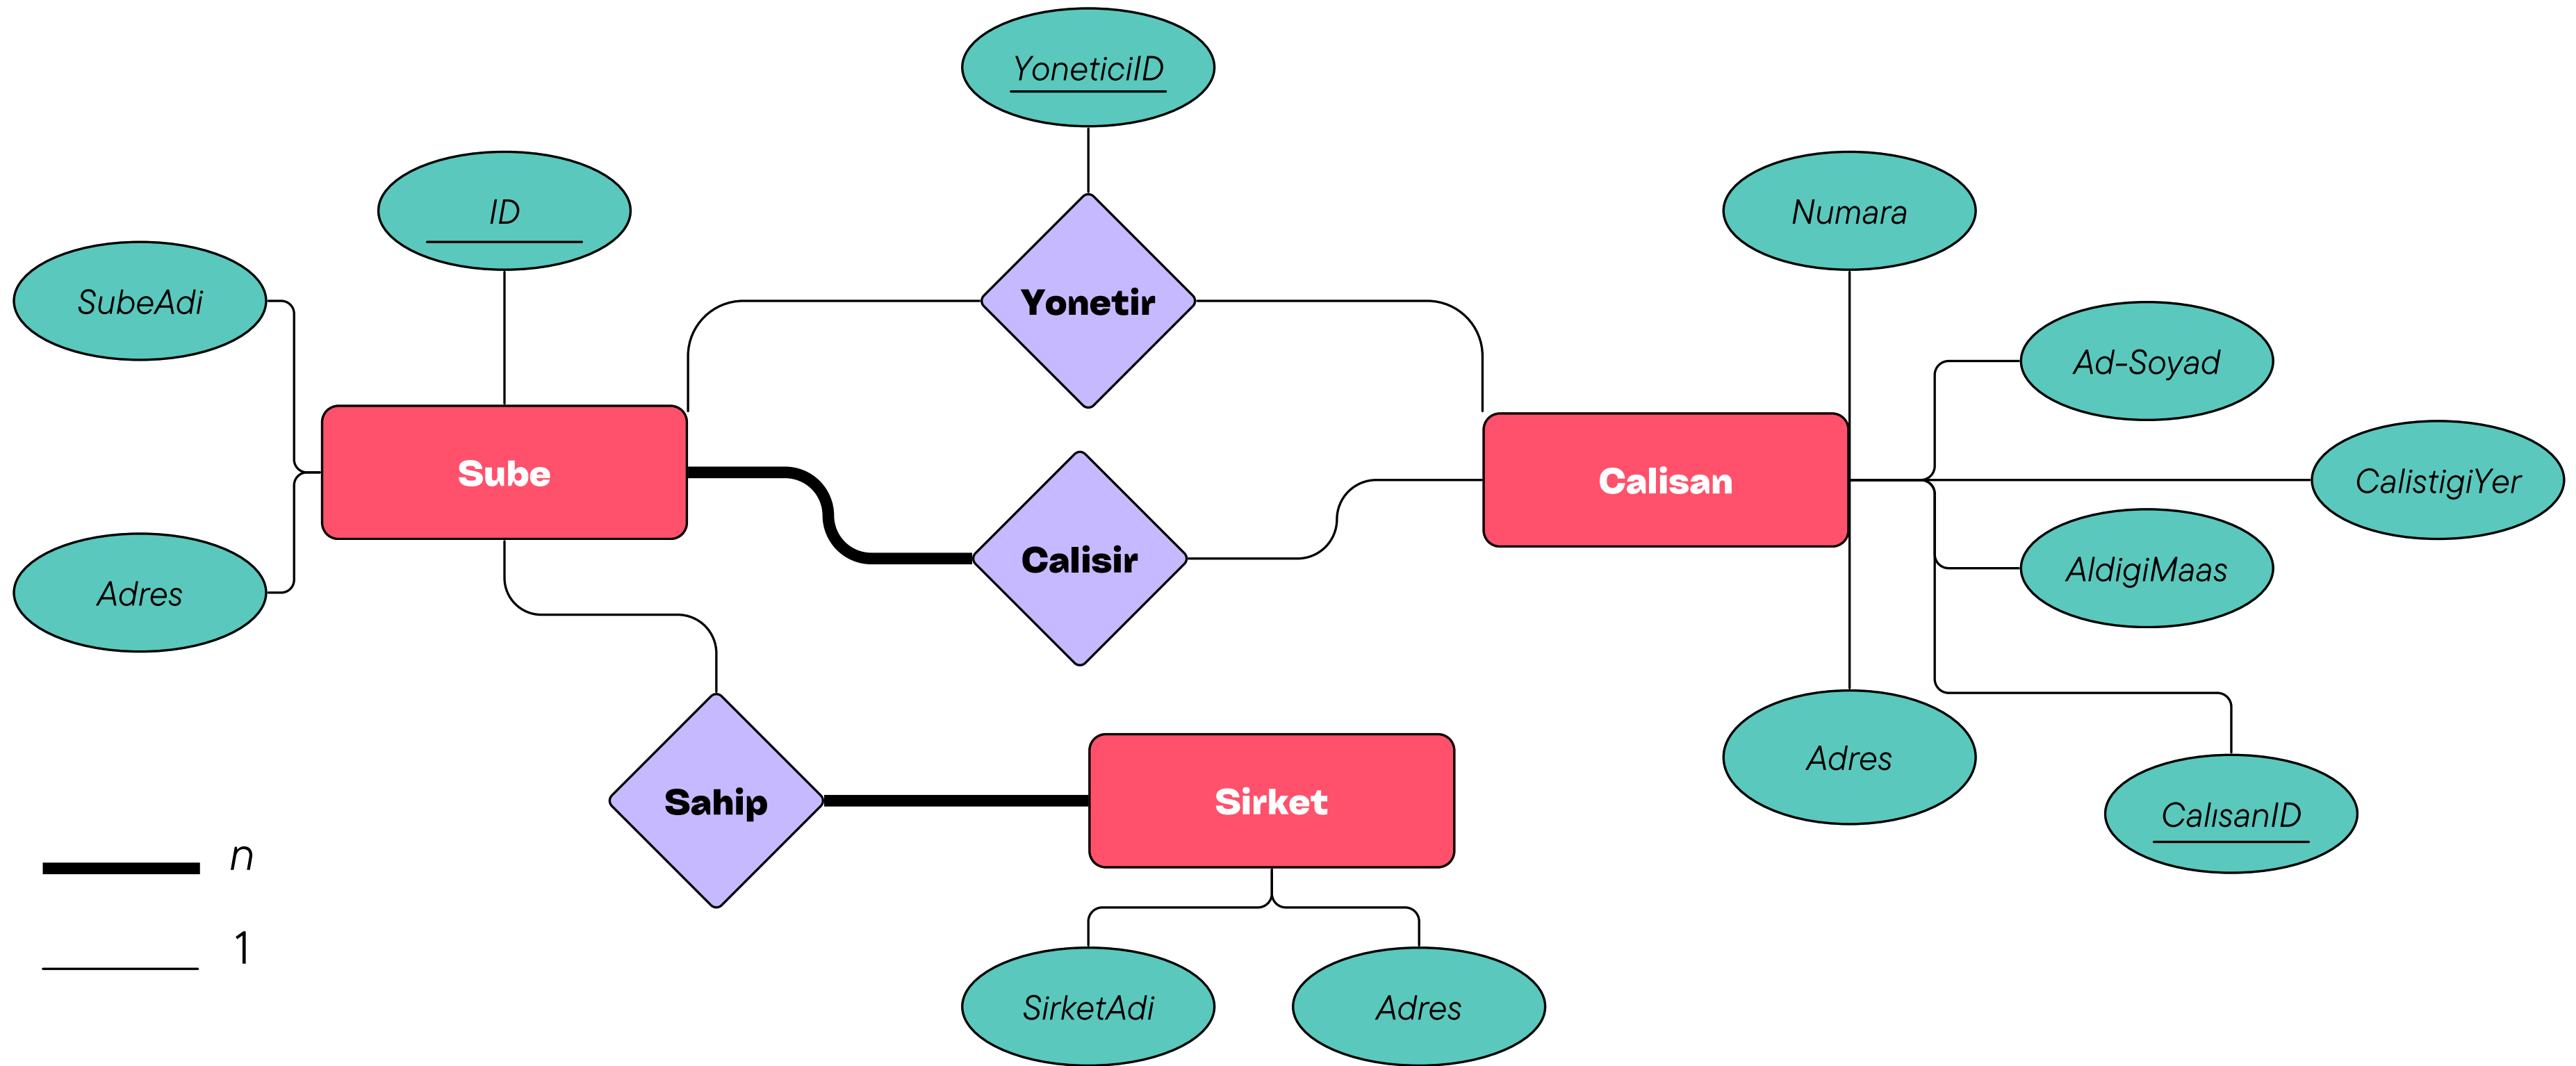 YoneticiID
ID
Numara
SubeAdi
Yonetir
Ad-Soyad
Sube
Calisan
CalistigiYer
Calisir
AldigiMaas
Adres
Adres
Sahip
Sirket
CalısanID
n
1
SirketAdi
Adres